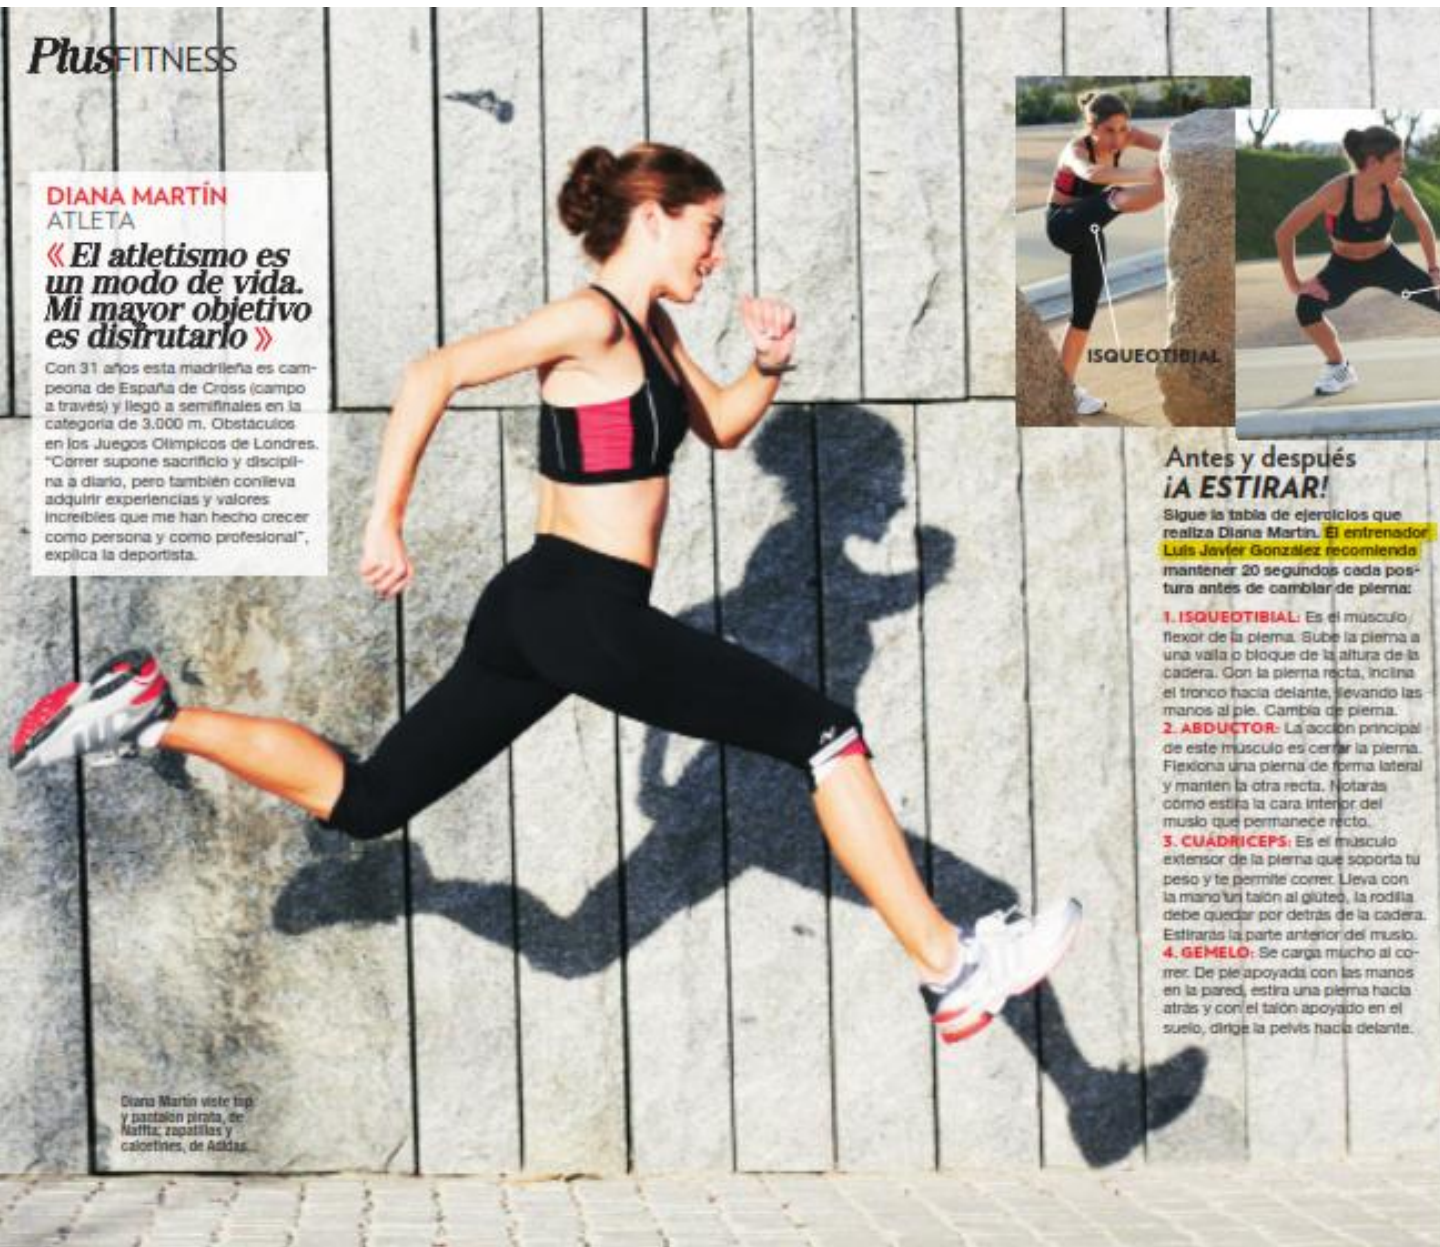 Plus FITNESS
DIANA MARTÍN
ATLETA
« El atletismo es
un modo de vida.
Mi mayor objetivo
es disfrutarlo »
Con 31 años esta madrileña es cam-
peona de España de Cross (campo
a través) y llegó a semifinales en la
categoría de 3.000 m. Obstáculos
en los Juegos Olímpicos de Londres.
"Correr supone sacrificio y discipli-
na a diario, pero también conlleva
adquirir experiencias y valores
increíbles que me han hecho crecer
como persona y como profesional",
explica la deportista.
ISQUEOTIBIAL
Antes y después
¡A ESTIRAR!
Sigue la tabla de ejercicios que
realiza Diana Martín. El entrenador
Luis Javier González recomienda
mantener 20 segundos cada pos-
tura antes de cambiar de pierna:
1. ISQUEOTIBIAL: Es el músculo
flexor de la pierna. Sube la pierna a
una valla o bloque de la altura de la
cadera. Con la pierna recta, inclina
el tronco hacia delante, llevando las
manos al pie. Cambia de pierna.
2. ABDUCTOR: La acción principal
de este músculo es cerrar la pierna.
Flexiona una pierna de forma lateral
y mantén la otra recta. Notarás
cómo estira la cara interior del
muslo que permanece recto.
3. CUÁDRICEPS: Es el músculo
extensor de la pierna que soporta tu
peso y te permite correr. Lleva con
la mano un talón al glúteo, la rodilla
debe quedar por detrás de la cadera.
Estirarás la parte anterior del muslo.
4. GEMELO: Se carga mucho al co-
rrer. De pie apoyada con las manos
en la pared, estira una pierna hacia
atrás y con el talón apoyado en el
suelo, dirige la pelvis hacia delante.
Diana Martín viste top
y pantalón pirata, de
Naffta; zapatillas y
calcetines, de Adidas.